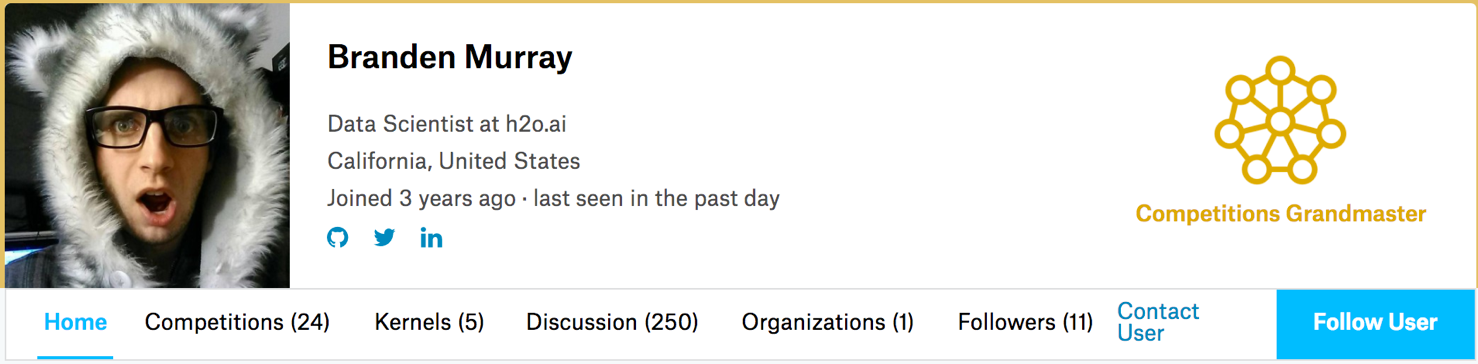 Branden Murray
Data Scientist at h2o.ai
California, United States
Joined 3 years ago · last seen in the past day
in
Competitions Grandmaster
Home
Competitions (24)
Kernels (5)
Discussion (250)
Organizations (1)
Followers (11)
Contact
User
Follow User